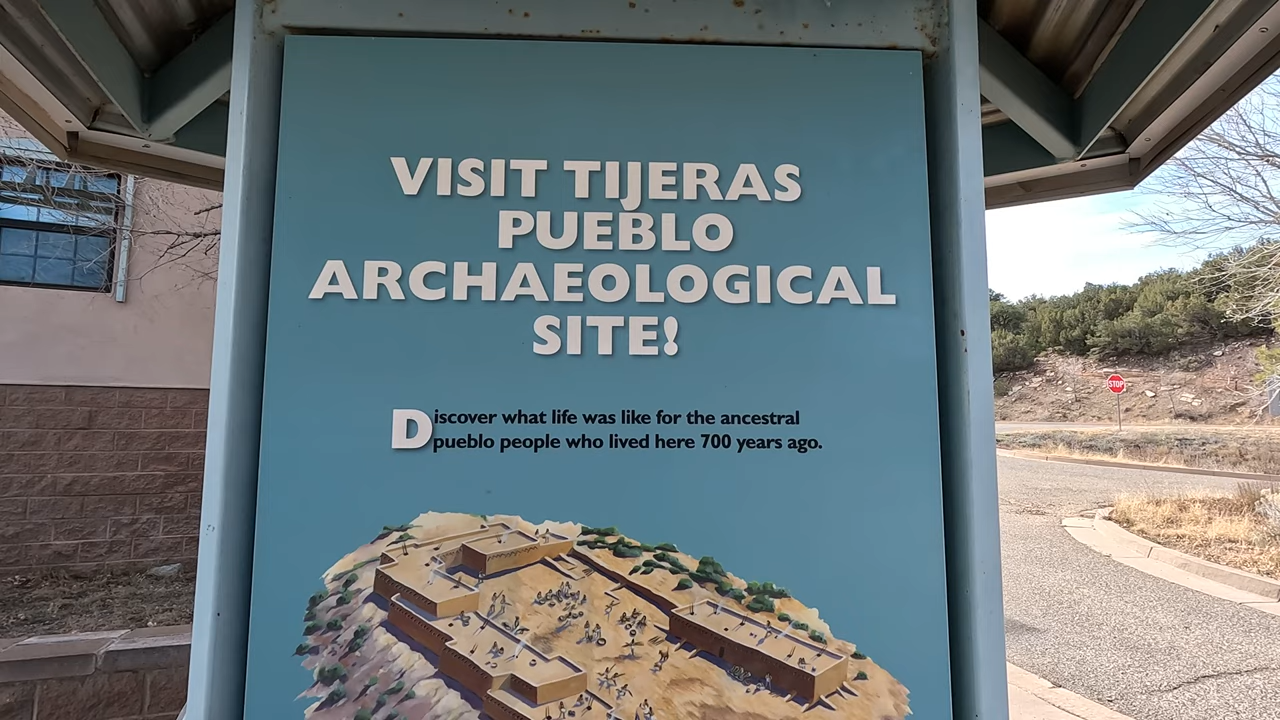 VISIT TIJERAS
PUEBLO
ARCHAEOLOGICAL
SITE!
Discover what life was like for the ancestral
pueblo people who lived here 700 years ago.
STOP